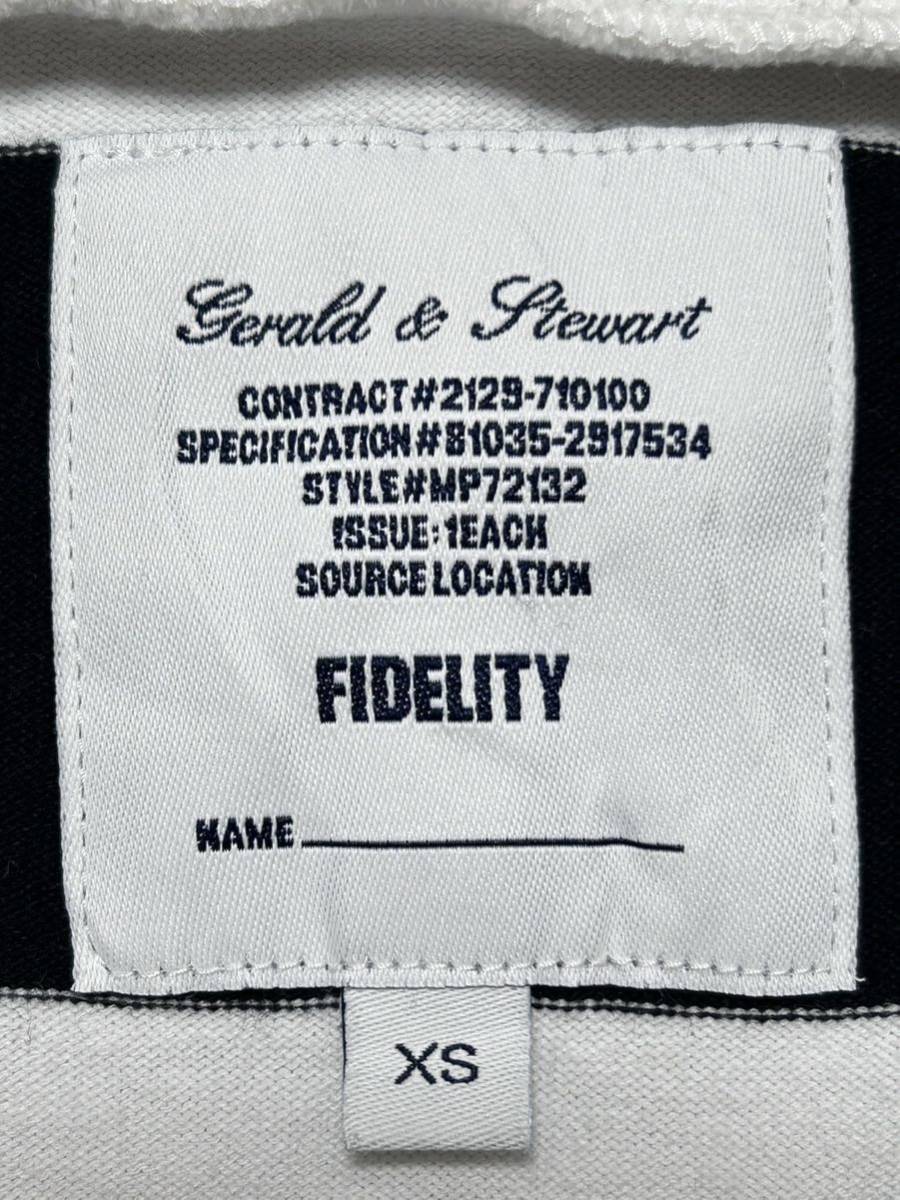 Gerald & Stewart
CONTRACT#2129-710100
SPECIFICATION#81035-2917534
STYLE#MP72132
ISSUE:1EACH
SOURCE LOCATION
FIDELITY
NAME
XS